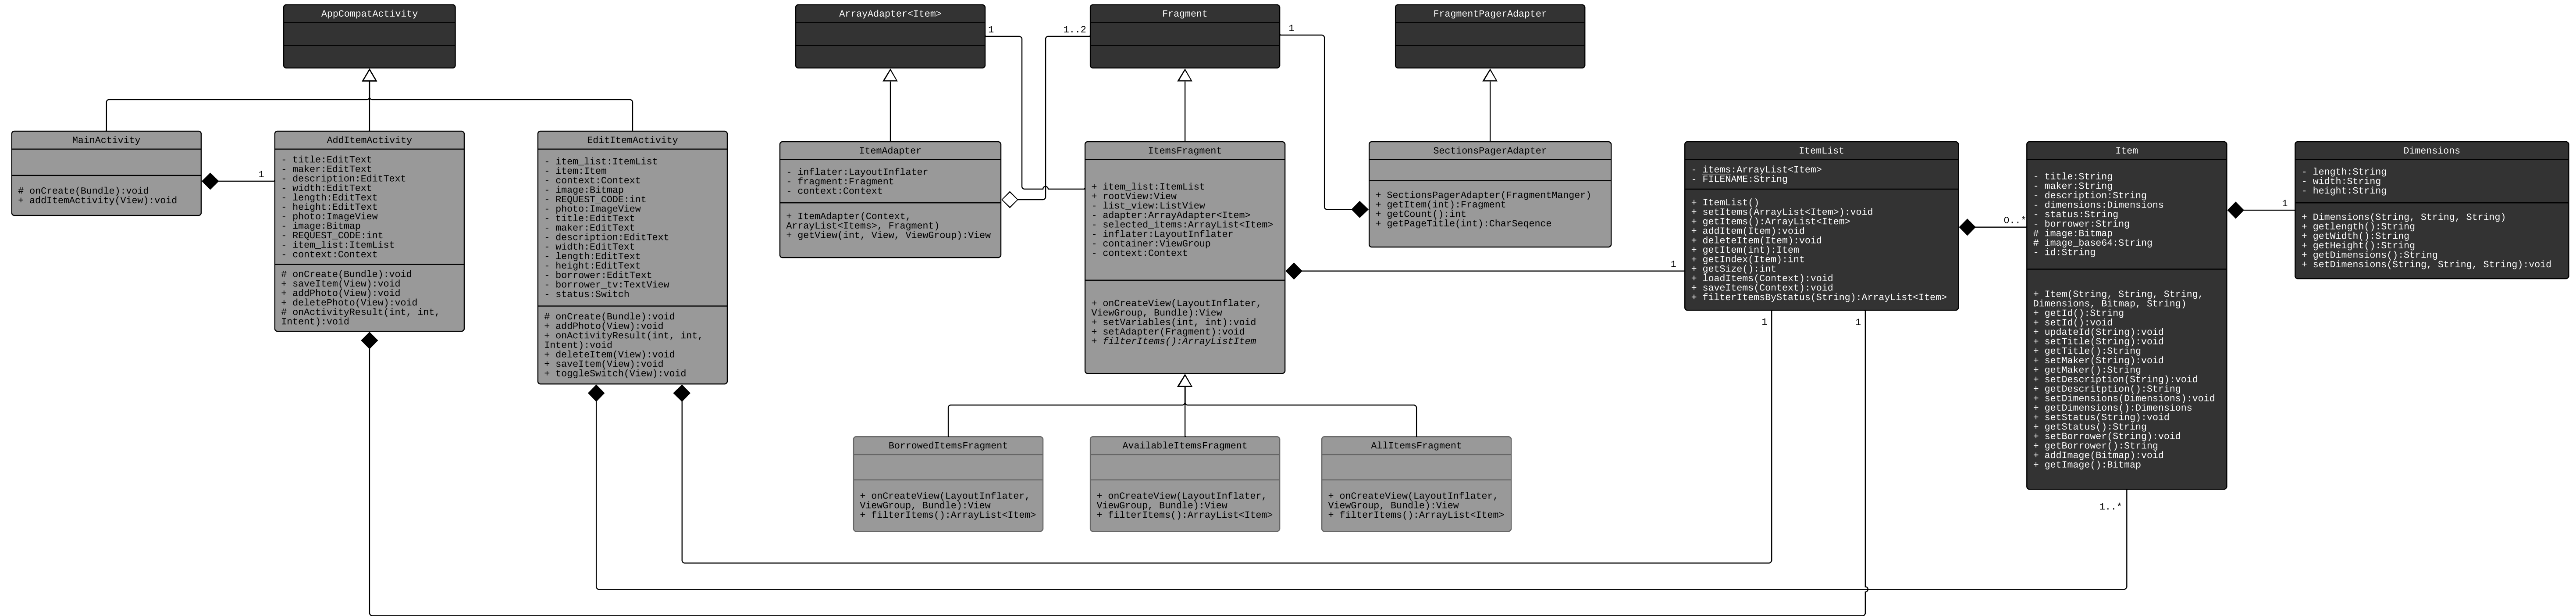 AppCompatActivity
ArrayAdapter<Item>
Fragment
FragmentPagerAdapter
1
1..2
1
MainActivity
# onCreate(Bundle):void
+ addItemActivity(View):void
1
AddItemActivity
- title:EditText
- maker:EditText
- description:EditText
- width:EditText
- length:EditText
- height:EditText
- photo:ImageView
- image:Bitmap
- REQUEST_CODE:int
- item_list:ItemList
- context:Context
# onCreate(Bundle):void
+ saveItem(View):void
+ addPhoto(View):void
+ deletePhoto(View):void
# onActivityResult(int, int,
Intent):void
EditItemActivity
- item_list:ItemList
- item:Item
- context:Context
- image:Bitmap
- REQUEST_CODE:int
- photo:ImageView
- title:EditText
- maker:EditText
- description:EditText
- width:EditText
- length:EditText
- height:EditText
- borrower:EditText
- borrower_tv:TextView
- status:Switch
# onCreate(Bundle):void
+ addPhoto(View):void
+ onActivityResult(int, int,
Intent):void
+ deleteItem(View):void
+ saveItem(View):void
+ toggleSwitch(View):void
ItemAdapter
- inflater:LayoutInflater
- fragment:Fragment
- context:Context
+ ItemAdapter(Context,
ArrayList<Items>, Fragment)
+ getView(int, View, ViewGroup):View
ItemsFragment
+ item_list:ItemList
+ rootView:View
- list_view:ListView
- adapter:ArrayAdapter<Item>
- selected_items:ArrayList<Item>
- inflater:LayoutInflater
- container:ViewGroup
- context:Context
+ onCreateView(LayoutInflater,
ViewGroup, Bundle):View
+ setVariables(int, int):void
+ setAdapter(Fragment):void
+ filterItems():ArrayListItem
SectionsPagerAdapter
+ SectionsPagerAdapter(FragmentManger)
+ getItem(int):Fragment
+ getCount():int
+ getPageTitle(int):CharSeqence
1
ItemList
- items:ArrayList<Item>
- FILENAME:String
+ ItemList()
+ setItems(ArrayList<Item>):void
+ getItems():ArrayList<Item>
+ addItem(Item):void
+ deleteItem(Item):void
+ getItem(int):Item
+ getIndex(Item):int
+ getSize():int
+ loadItems(Context):void
+ saveItems(Context):void
+ filterItemsByStatus(String):ArrayList<Item>
1
1
0..*
Item
- title:String
- maker:String
- description:String
- dimensions:Dimensions
- status:String
- borrower:String
# image:Bitmap
# image_base64:String
- id:String
+ Item(String, String, String,
Dimensions, Bitmap, String)
+ getId():String
+ setId():void
+ updateId(String):void
+ setTitle(String):void
+ getTitle():String
+ setMaker(String):void
+ getMaker():String
+ setDescription(String):void
+ getDescritption():String
+ setDimensions(Dimensions):void
+ getDimensions():Dimensions
+ setStatus(String):void
+ getStatus():String
+ setBorrower(String):void
+ getBorrower():String
+ addImage(Bitmap):void
+ getImage():Bitmap
1..*
1
Dimensions
- length:String
- width:String
- height:String
+ Dimensions(String, String, String)
+ getlength():String
+ getWidth():String
+ getHeight():String
+ getDimensions():String
+ setDimensions(String, String, String):void
BorrowedItemsFragment
+ onCreateView(LayoutInflater,
ViewGroup, Bundle):View
+ filterItems():ArrayList<Item>
AvailableItemsFragment
+ onCreateView(LayoutInflater,
ViewGroup, Bundle):View
+ filterItems():ArrayList<Item>
AllItemsFragment
+ onCreateView(LayoutInflater,
ViewGroup, Bundle):View
+ filterItems():ArrayList<Item>